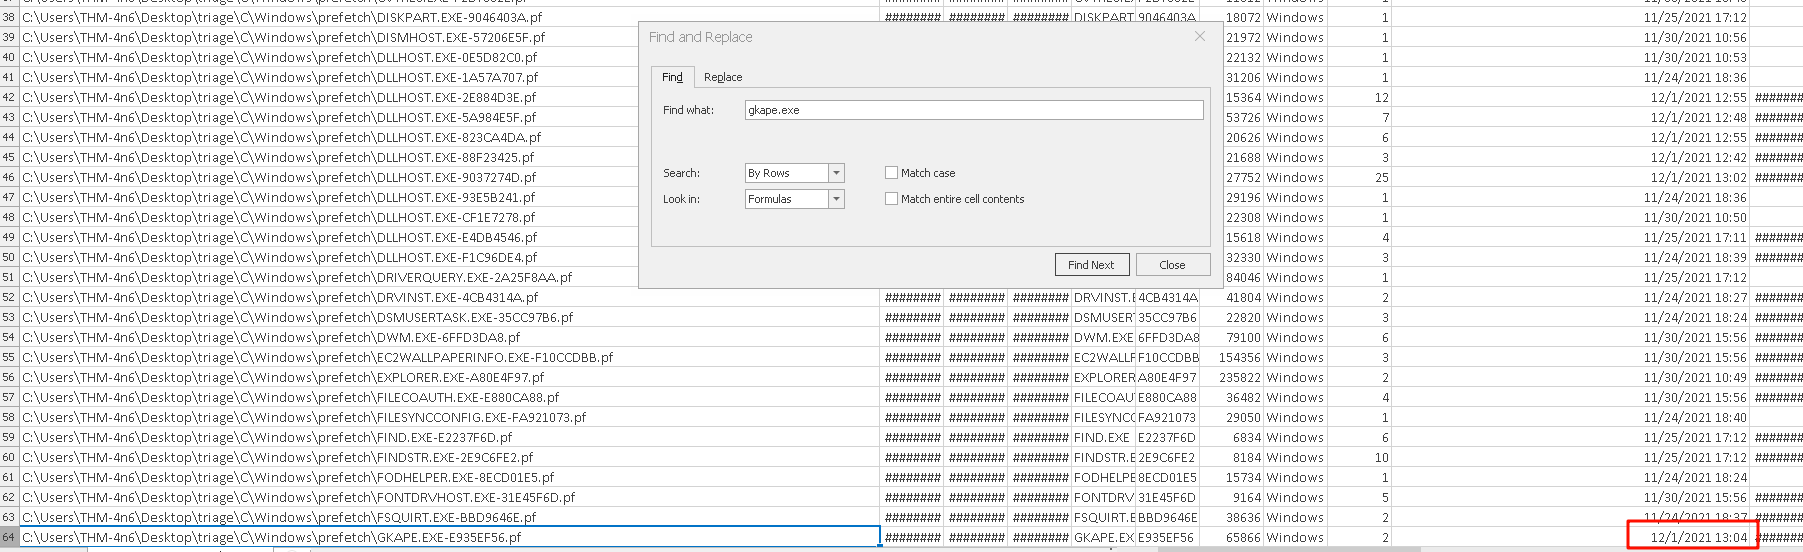 38 C:\Users\THM-4n6\Desktop\triage\C\Windows\prefetch\DISKPART.EXE-9046403A.pf ######## ######## ######## DISKPART 9046403A 18072 Windows 1 11/25/2021 17:12
39 C:\Users\THM-4n6\Desktop\triage\C\Windows\prefetch\DISMHOST.EXE-57206E5F.pf 21972 Windows 1 11/30/2021 10:56
40 C:\Users\THM-4n6\Desktop\triage\C\Windows\prefetch\DLLHOST.EXE-0E5D82C0.pf 22132 Windows 1 11/30/2021 10:53
41 C:\Users\THM-4n6\Desktop\triage\C\Windows\prefetch\DLLHOST.EXE-1A57A707.pf 31206 Windows 1 11/24/2021 18:36
42 C:\Users\THM-4n6\Desktop\triage\C\Windows\prefetch\DLLHOST.EXE-2E884D3E.pf 15364 Windows 12 12/1/2021 12:55 #######
43 C:\Users\THM-4n6\Desktop\triage\C\Windows\prefetch\DLLHOST.EXE-5A984E5F.pf 53726 Windows 7 12/1/2021 12:48 #######
44 C:\Users\THM-4n6\Desktop\triage\C\Windows\prefetch\DLLHOST.EXE-823CA4DA.pf 20626 Windows 6 12/1/2021 12:55 #######
45 C:\Users\THM-4n6\Desktop\triage\C\Windows\prefetch\DLLHOST.EXE-88F23425.pf 21688 Windows 3 12/1/2021 12:42 #######
46 C:\Users\THM-4n6\Desktop\triage\C\Windows\prefetch\DLLHOST.EXE-9037274D.pf 27752 Windows 25 12/1/2021 13:02 #######
47 C:\Users\THM-4n6\Desktop\triage\C\Windows\prefetch\DLLHOST.EXE-93E5B241.pf 29196 Windows 1 11/24/2021 18:36
48 C:\Users\THM-4n6\Desktop\triage\C\Windows\prefetch\DLLHOST.EXE-CF1E7278.pf 22308 Windows 1 11/30/2021 10:50
49 C:\Users\THM-4n6\Desktop\triage\C\Windows\prefetch\DLLHOST.EXE-E4DB4546.pf 15618 Windows 4 11/25/2021 17:11 #######
50 C:\Users\THM-4n6\Desktop\triage\C\Windows\prefetch\DLLHOST.EXE-F1C96DE4.pf 32330 Windows 3 11/24/2021 18:39 #######
51 C:\Users\THM-4n6\Desktop\triage\C\Windows\prefetch\DRIVERQUERY.EXE-2A25F8AA.pf 84046 Windows 1 11/25/2021 17:12
52 C:\Users\THM-4n6\Desktop\triage\C\Windows\prefetch\DRVINST.EXE-4CB4314A.pf ######## ######## ######## DRVINST.E 4CB4314A 41804 Windows 2 11/24/2021 18:27 #######
53 C:\Users\THM-4n6\Desktop\triage\C\Windows\prefetch\DSMUSERTASK.EXE-35CC97B6.pf ######## ######## ######## DSMUSER 35CC97B6 22820 Windows 3 11/24/2021 18:24 #######
54 C:\Users\THM-4n6\Desktop\triage\C\Windows\prefetch\DWM.EXE-6FFD3DA8.pf ######## ######## ######## DWM.EXE 6FFD3DA8 79100 Windows 6 11/30/2021 15:56 #######
55 C:\Users\THM-4n6\Desktop\triage\C\Windows\prefetch\EC2WALLPAPERINFO.EXE-F10CCDBB.pf ######## ######## ######## EC2WALLP F10CCDBB 154356 Windows 3 11/30/2021 15:56 #######
56 C:\Users\THM-4n6\Desktop\triage\C\Windows\prefetch\EXPLORER.EXE-A80E4F97.pf ######## ######## ######## EXPLORER A80E4F97 235822 Windows 2 11/30/2021 10:49 #######
57 C:\Users\THM-4n6\Desktop\triage\C\Windows\prefetch\FILECOAUTH.EXE-E880CA88.pf ######## ######## ######## FILECOAU E880CA88 36482 Windows 4 11/30/2021 15:56 #######
58 C:\Users\THM-4n6\Desktop\triage\C\Windows\prefetch\FILESYNCCONFIG.EXE-FA921073.pf ######## ######## ######## FILESYNCC FA921073 29050 Windows 1 11/24/2021 18:40
59 C:\Users\THM-4n6\Desktop\triage\C\Windows\prefetch\FIND.EXE-E2237F6D.pf ######## ######## ######## FIND.EXE E2237F6D 6834 Windows 6 11/25/2021 17:12 #######
60 C:\Users\THM-4n6\Desktop\triage\C\Windows\prefetch\FINDSTR.EXE-2E9C6FE2.pf ######## ######## ######## FINDSTR.E 2E9C6FE2 8184 Windows 10 11/25/2021 17:12 #######
61 C:\Users\THM-4n6\Desktop\triage\C\Windows\prefetch\FODHELPER.EXE-8ECD01E5.pf ######## ######## ######## FODHELPE 8ECD01E5 15734 Windows 1 11/24/2021 18:24
62 C:\Users\THM-4n6\Desktop\triage\C\Windows\prefetch\FONTDRVHOST.EXE-31E45F6D.pf ######## ######## ######## FONTDRV 31E45F6D 9164 Windows 5 11/30/2021 15:56 #######
63 C:\Users\THM-4n6\Desktop\triage\C\Windows\prefetch\FSQUIRT.EXE-BBD9646E.pf ######## ######## ######## FSQUIRT.E BBD9646E 38636 Windows 2 11/24/2021 18:37 #######
64 C:\Users\THM-4n6\Desktop\triage\C\Windows\prefetch\GKAPE.EXE-E935EF56.pf ######## ######## ######## GKAPE.EX E935EF56 65866 Windows 2 12/1/2021 13:04 #######
Find and Replace
Find Replace
Find what: gkape.exe
Search: By Rows Match case
Look in: Formulas Match entire cell contents
Find Next Close